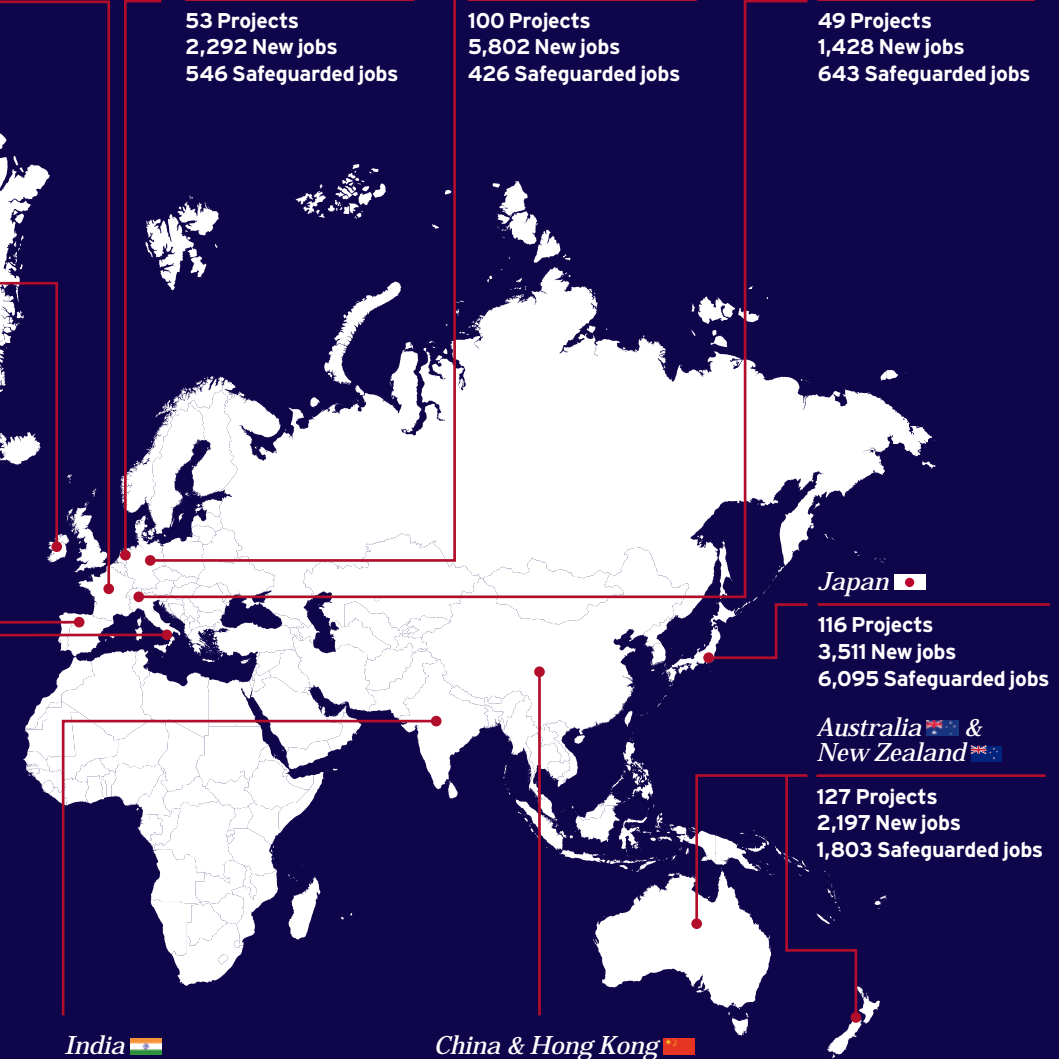 53 Projects
2,292 New jobs
546 Safeguarded jobs
100 Projects
5,802 New jobs
426 Safeguarded jobs
49 Projects
1,428 New jobs
643 Safeguarded jobs
Japan
116 Projects
3,511 New jobs
6,095 Safeguarded jobs
Australia &
New Zealand
127 Projects
2,197 New jobs
1,803 Safeguarded jobs
India
China & Hong Kong